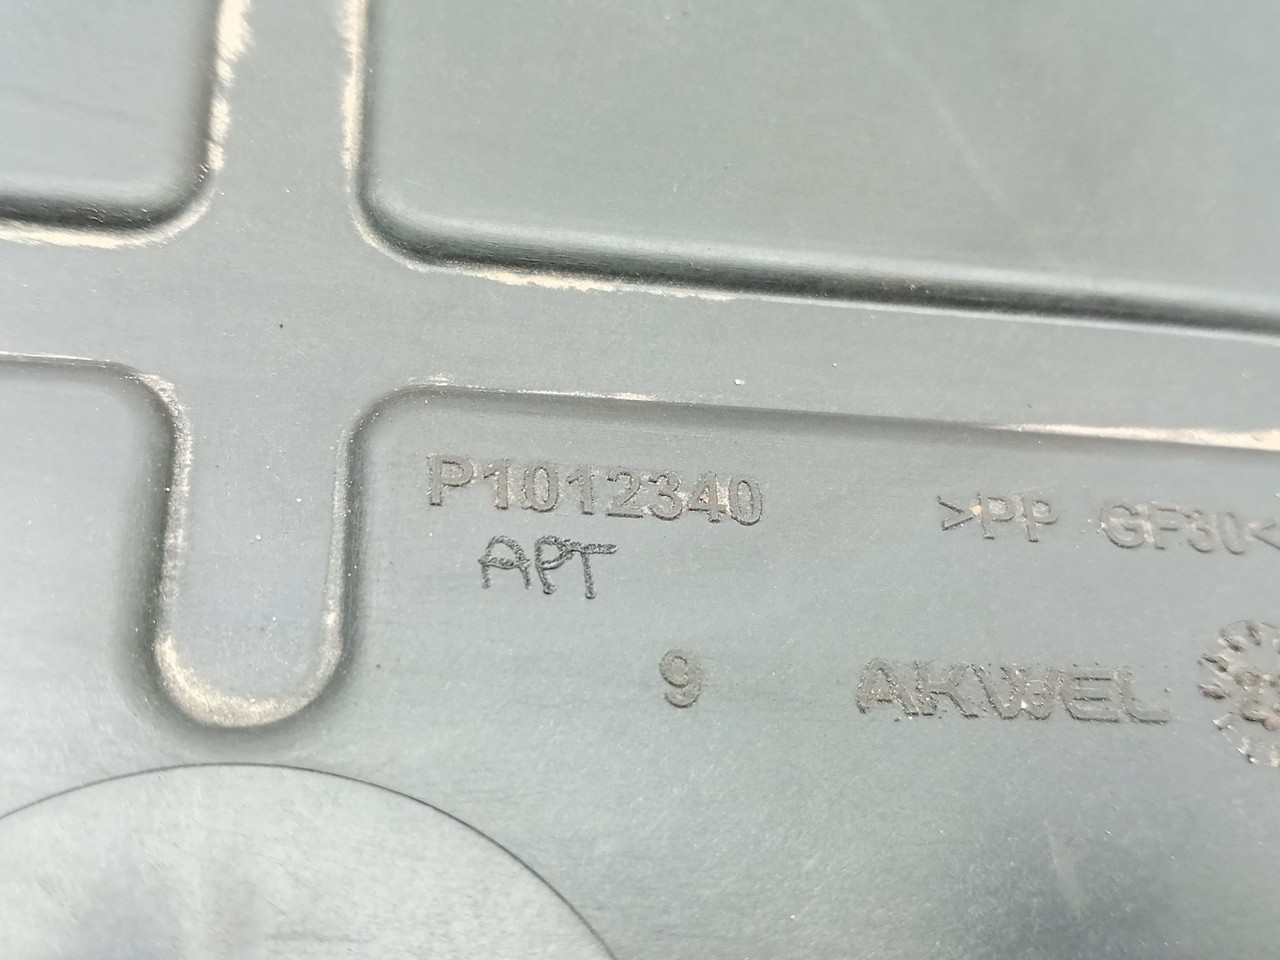 P1012340
>PP GF30<
APT
9
AKWEL